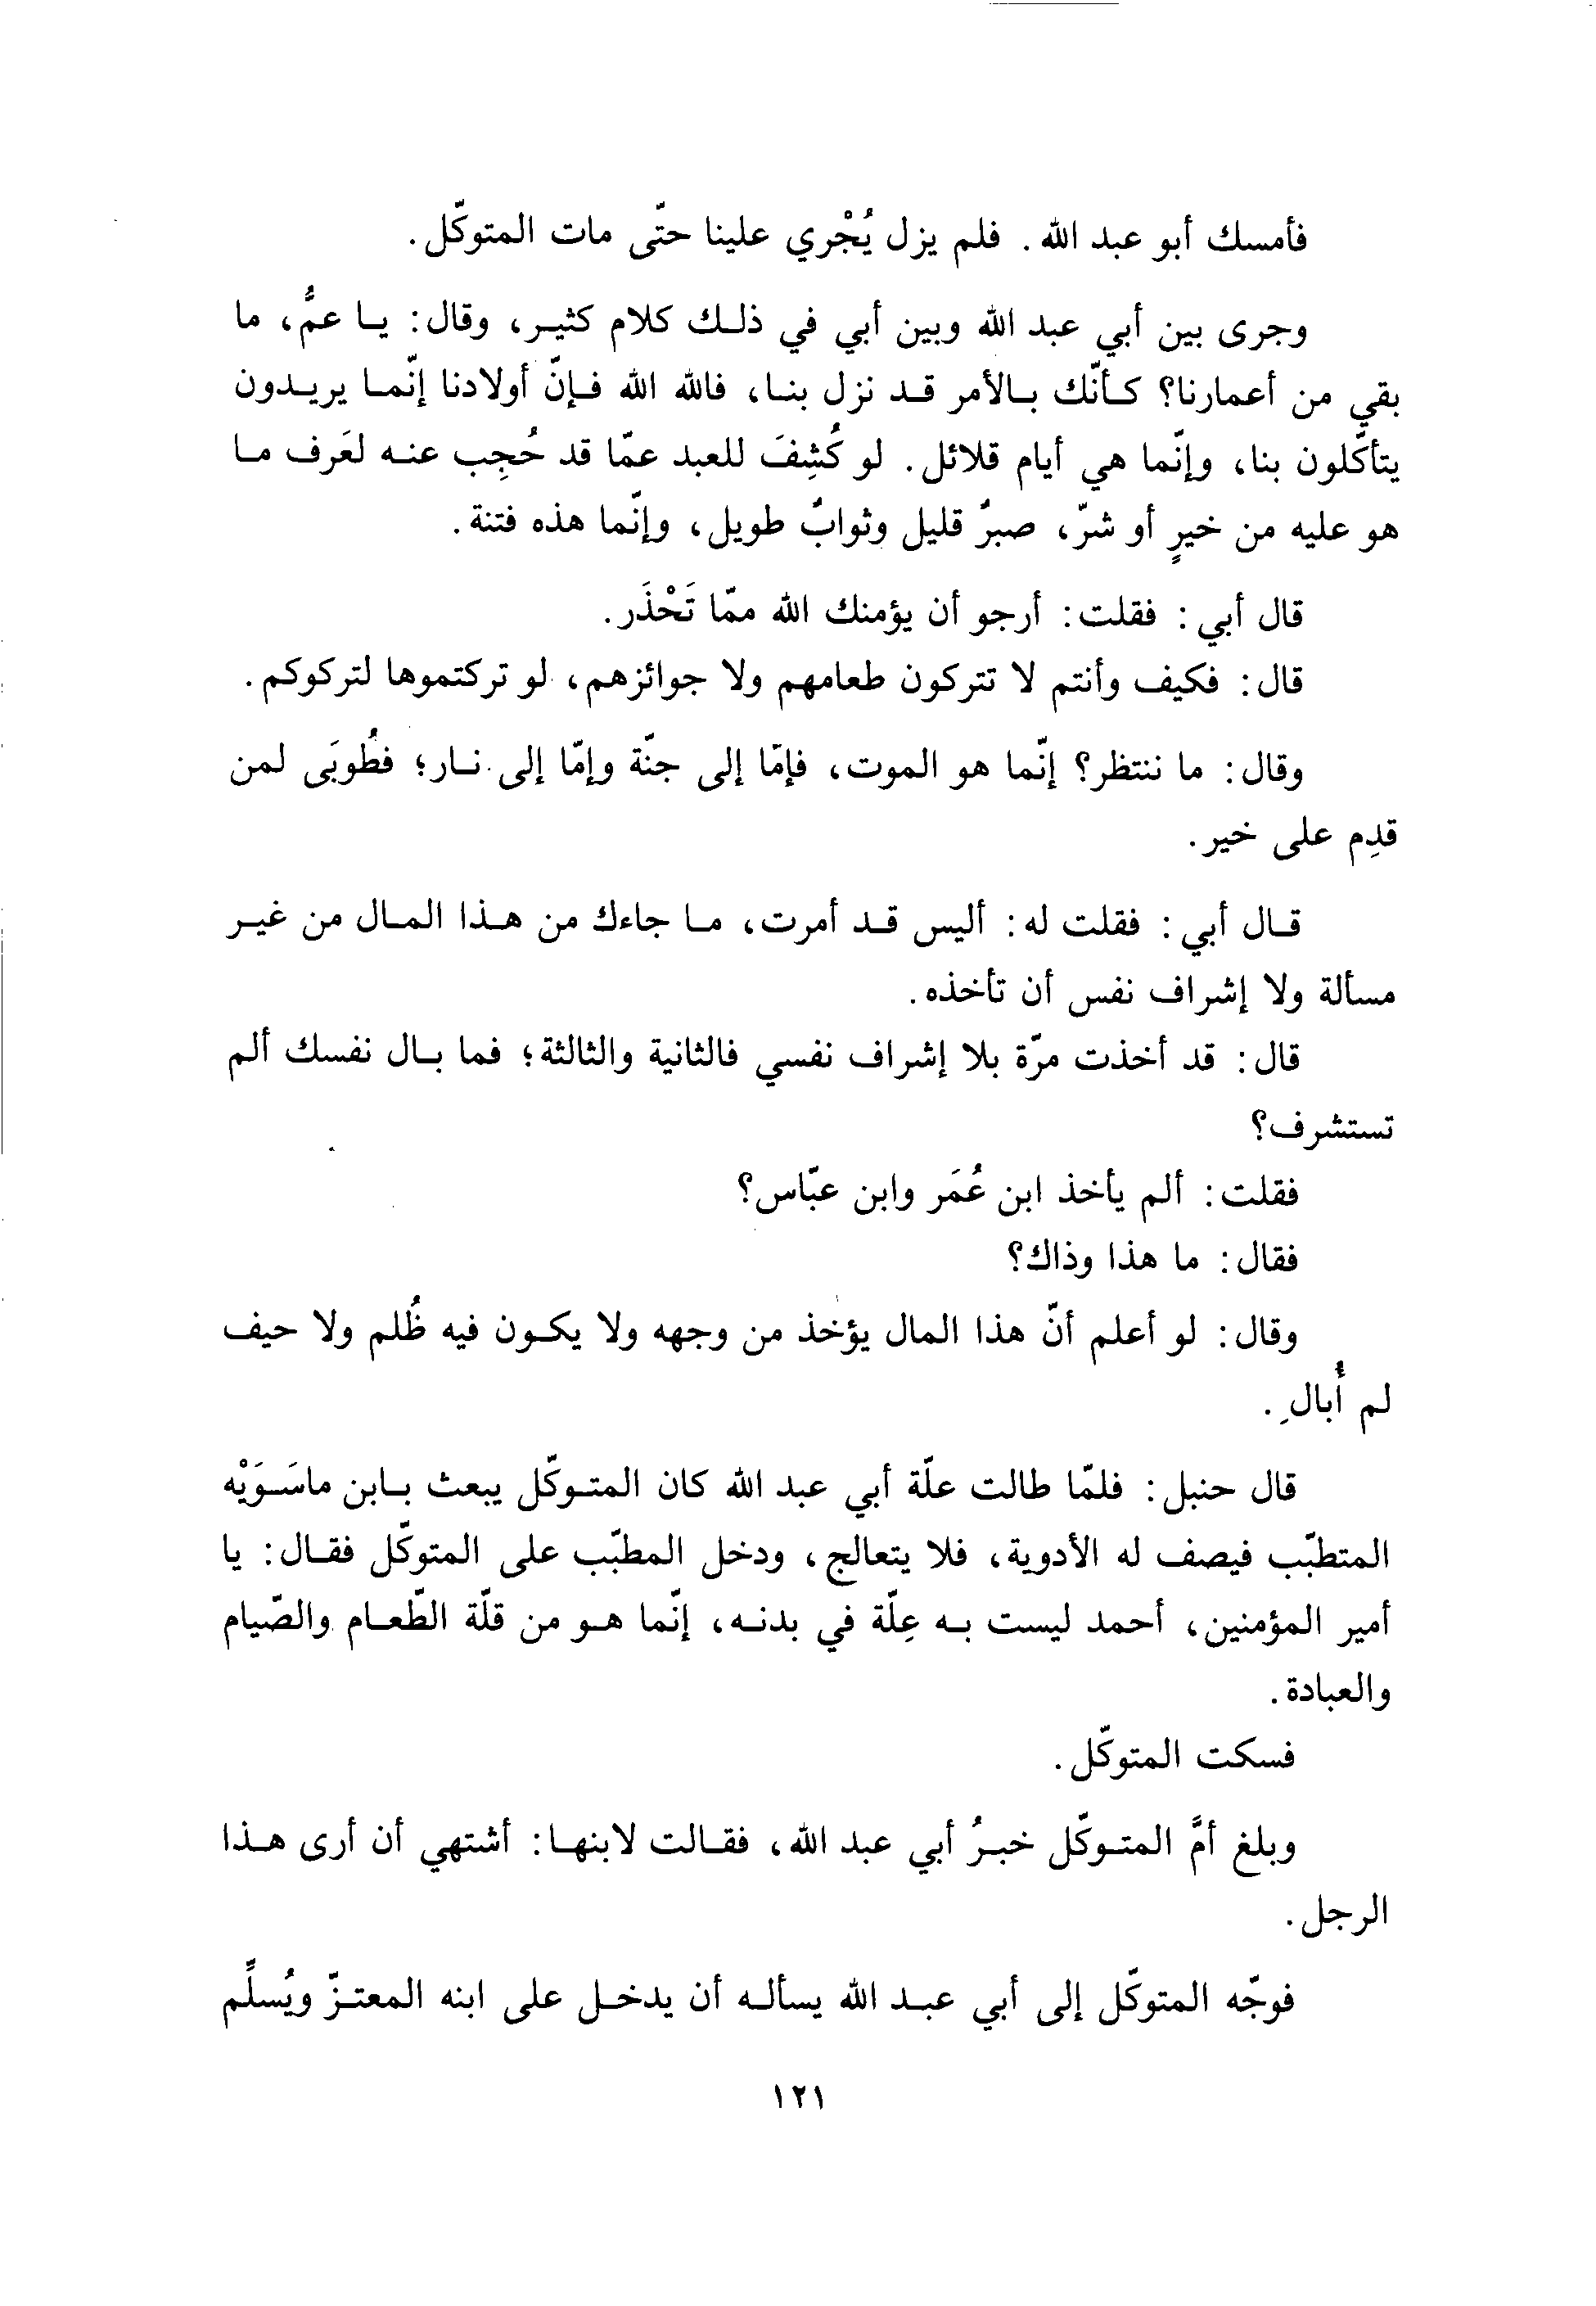 فأمسك أبو عبد الله. فلم يزل يُجْري علينا حتّى مات المتوكّل.
وجرى بين أبي عبد الله وبين أبي في ذلك كلام كثير، وقال: يا عمُّ، ما
بقي من أعمارنا؟ كأنّك بالأمر قد نزل بنا، فالله الله فإنّ أولادنا إنّما يريدون
يتأكّلون بنا، وإنّما هي أيام قلائل. لو كُشِفَ للعبد عمّا قد حُجِب عنه لعَرف ما
هو عليه من خيرٍ أو شرّ، صبرٌ قليل وثوابٌ طويل، وإنّما هذه فتنة.
قال أبي: فقلت: أرجو أن يؤمنك الله ممّا تَحْذَر.
قال: فكيف وأنتم لا تتركون طعامهم ولا جوائزهم، لو تركتموها لتركوكم.
وقال: ما ننتظر؟ إنّما هو الموت، فإمّا إلى جنّة وإمّا إلى نار؛ فطُوبَى لمن
قدِم على خير.
قال أبي: فقلت له: أليس قد أمرت، ما جاءك من هذا المال من غير
مسألة ولا إشراف نفس أن تأخذه.
قال: قد أخذت مرّة بلا إشراف نفسي فالثانية والثالثة؛ فما بال نفسك ألم
تستشرف؟
فقلت: ألم يأخذ ابن عُمَر وابن عبّاس؟
فقال: ما هذا وذاك؟
وقال: لو أعلم أنّ هذا المال يؤخذ من وجهه ولا يكون فيه ظُلم ولا حيف
لم أُبالِ.
قال حنبل: فلمّا طالت علّة أبي عبد الله كان المتوكّل يبعث بابن ماسَوَيْه
المتطبّب فيصف له الأدوية، فلا يتعالج، ودخل المطبّب على المتوكّل فقال: يا
أمير المؤمنين، أحمد ليست به عِلّة في بدنه، إنّما هو من قلّة الطّعام والصّيام
والعبادة.
فسكت المتوكّل.
وبلغ أمَّ المتوكّل خبرُ أبي عبد الله، فقالت لابنها: أشتهي أن أرى هذا
الرجل.
فوجّه المتوكّل إلى أبي عبد الله يسأله أن يدخل على ابنه المعتزّ ويُسلِّم
١٢١